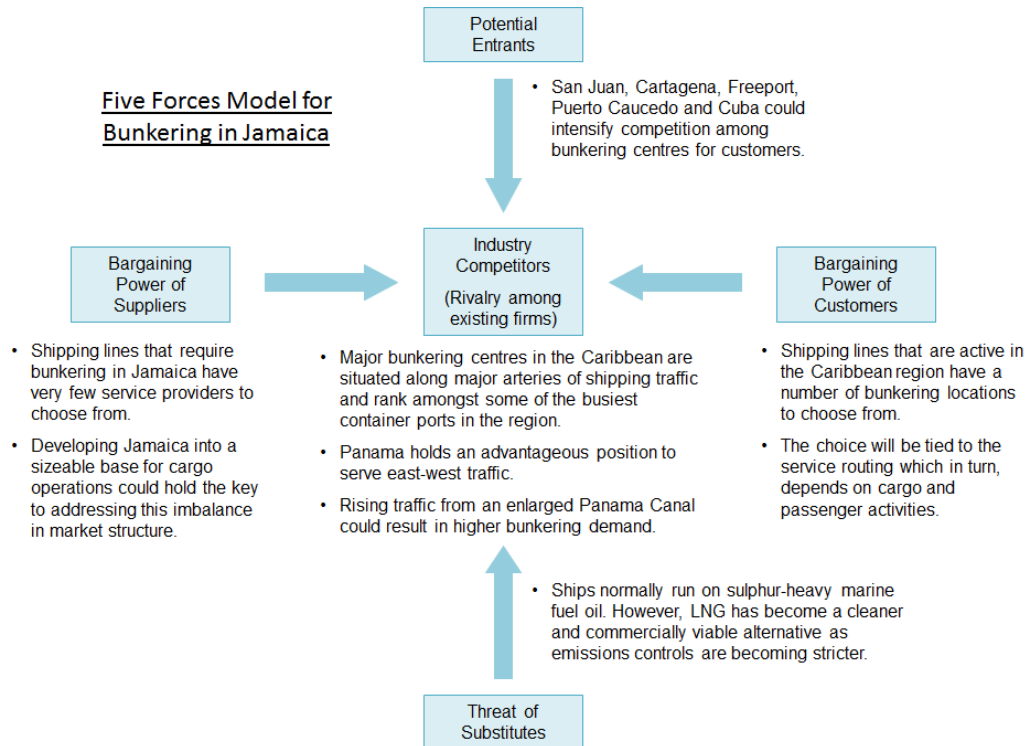 Potential
Entrants
Five Forces Model for
Bunkering in Jamaica
• San Juan, Cartagena, Freeport,
Puerto Caucedo and Cuba could
intensify competition among
bunkering centres for customers.
Bargaining
Power of
Suppliers
Industry
Competitors
(Rivalry among
existing firms)
Bargaining
Power of
Customers
• Shipping lines that require
bunkering in Jamaica have
very few service providers to
choose from.
• Developing Jamaica into a
sizeable base for cargo
operations could hold the key
to addressing this imbalance
in market structure.
• Major bunkering centres in the Caribbean are
situated along major arteries of shipping traffic
and rank amongst some of the busiest
container ports in the region.
• Panama holds an advantageous position to
serve east-west traffic.
• Rising traffic from an enlarged Panama Canal
could result in higher bunkering demand.
• Shipping lines that are active in
the Caribbean region have a
number of bunkering locations
to choose from.
• The choice will be tied to the
service routing which in turn,
depends on cargo and
passenger activities.
• Ships normally run on sulphur-heavy marine
fuel oil. However, LNG has become a cleaner
and commercially viable alternative as
emissions controls are becoming stricter.
Threat of
Substitutes